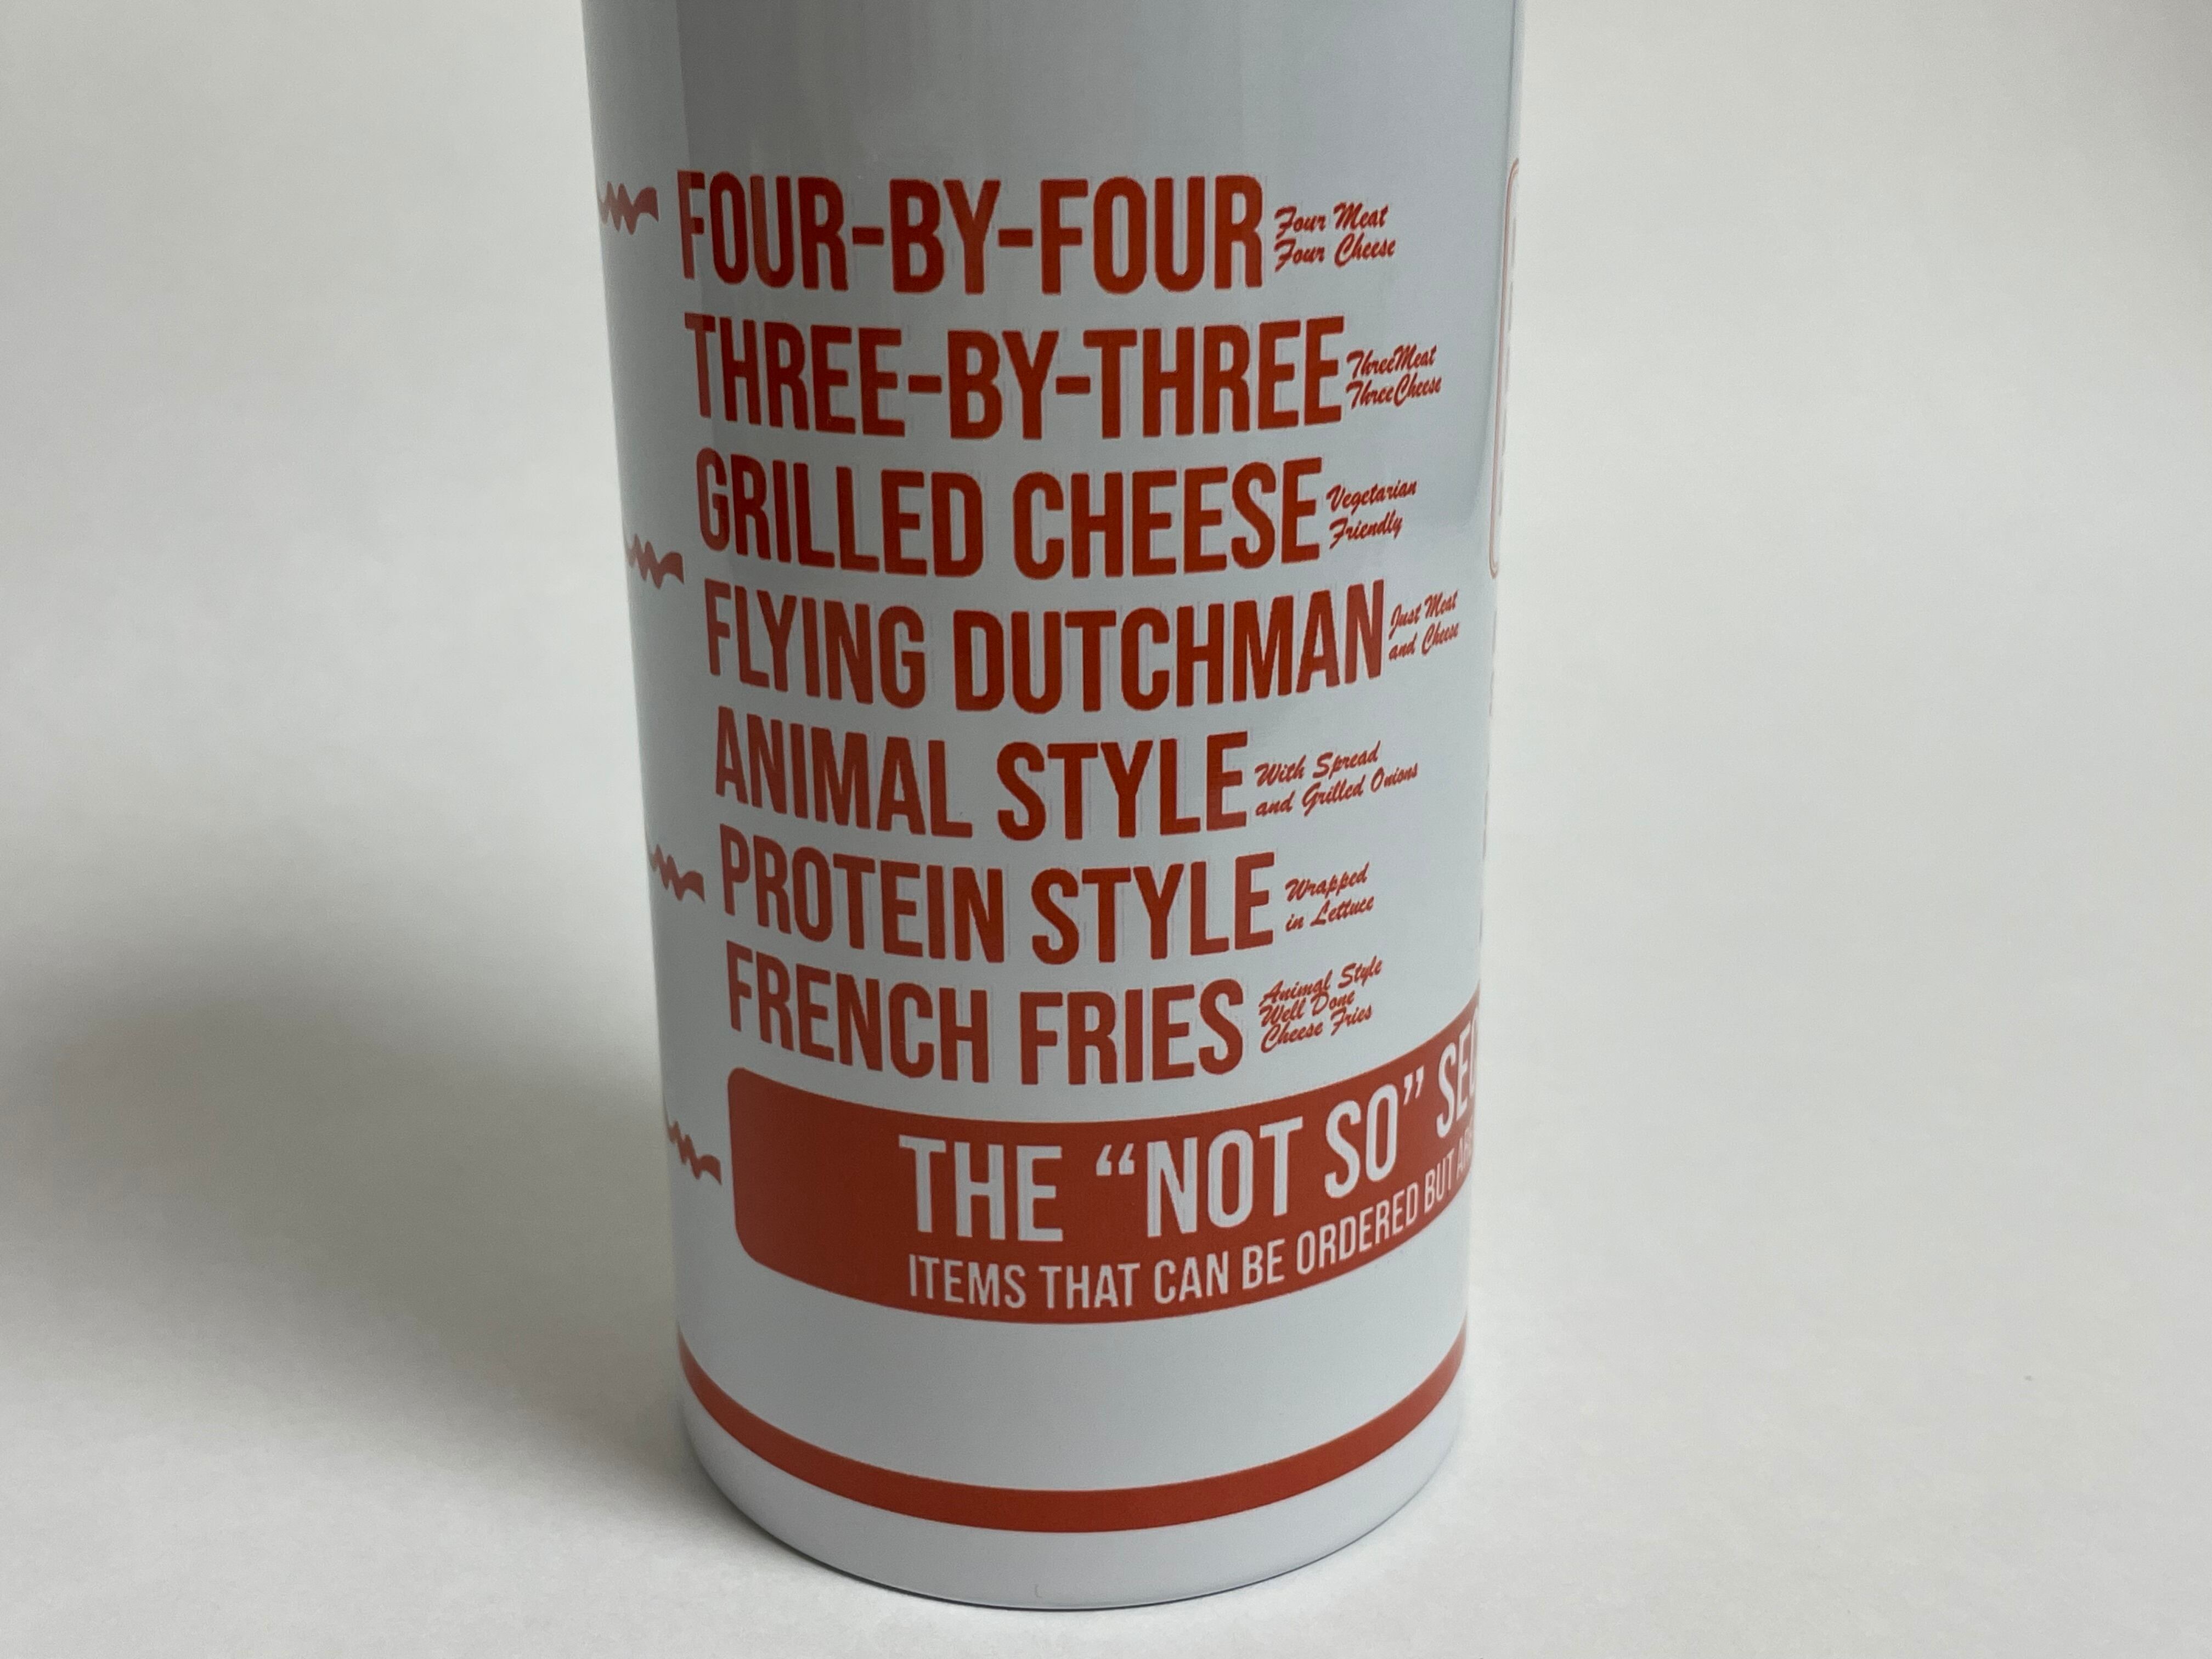 FOUR-BY-FOUR Four Meat
Four Cheese
THREE-BY-THREE ThreeMeat
ThreeCheese
GRILLED CHEESE Vegetarian
Friendly
FLYING DUTCHMAN Just Meat
and Cheese
ANIMAL STYLE With Spread
and Grilled Onions
PROTEIN STYLE Wrapped
in Lettuce
FRENCH FRIES Animal Style
Well Done
Cheese Fries
THE “NOT SO”
ITEMS THAT CAN BE ORDERED BUT